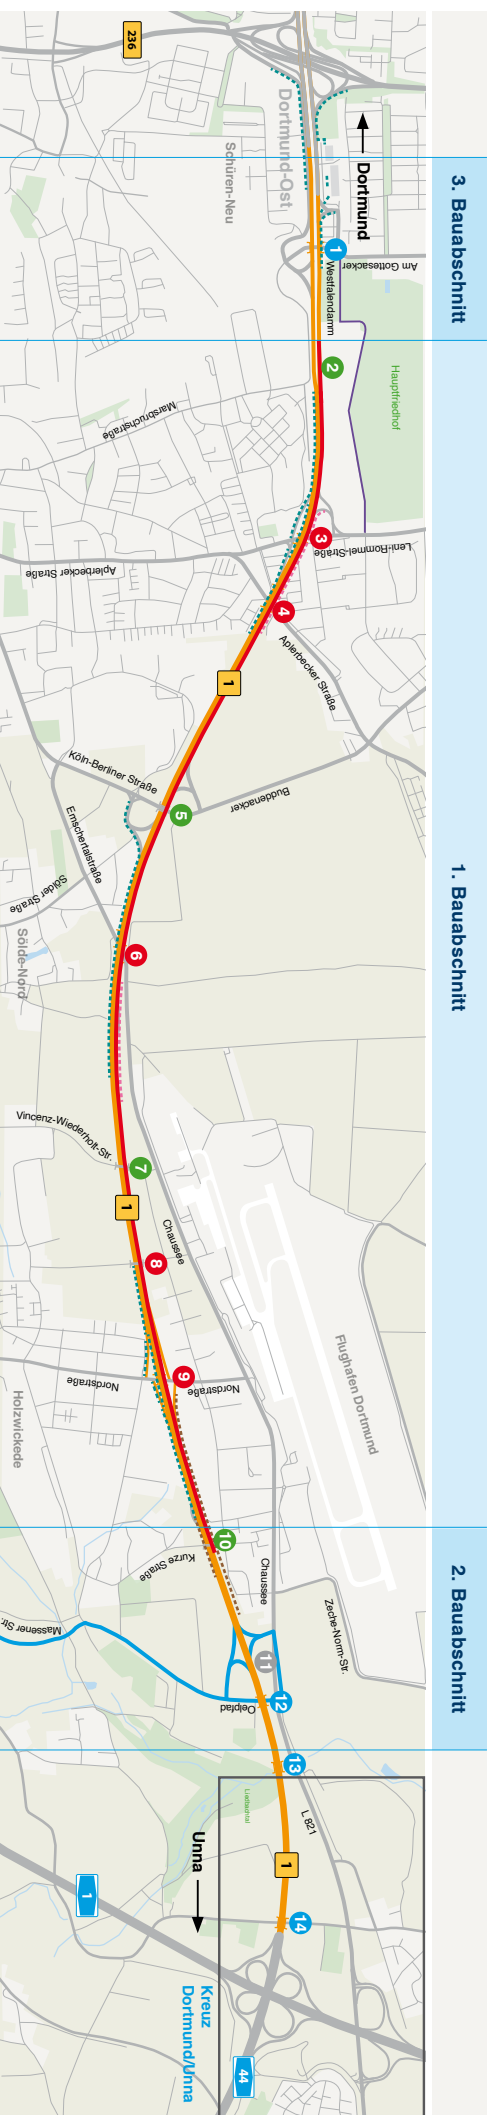 3. Bauabschnitt
1. Bauabschnitt
2. Bauabschnitt
236
Dortmund
Dortmund-Ost
Schüren-Neu
Am Gottesacker
1
Westfalendamm
2
Hauptfriedhof
Marsbruchstraße
3
Leni-Rommel-Straße
Aplerbecker Straße
4
Aplerbecker Straße
1
Köln-Berliner Straße
Buddenacker
5
Emschertalstraße
Sölder Straße
Sölde-Nord
6
Vincenz-Wiederholt-Str.
7
1
Chaussee
8
Flughafen Dortmund
9
Nordstraße
Nordstraße
Holzwickede
10
Kurze Straße
Chaussee
Zeche-Norm-Str.
Massener Str.
11
12
Oelpfad
13
L 821
Unna
1
1
14
Kreuz
Dortmund/Unna
44